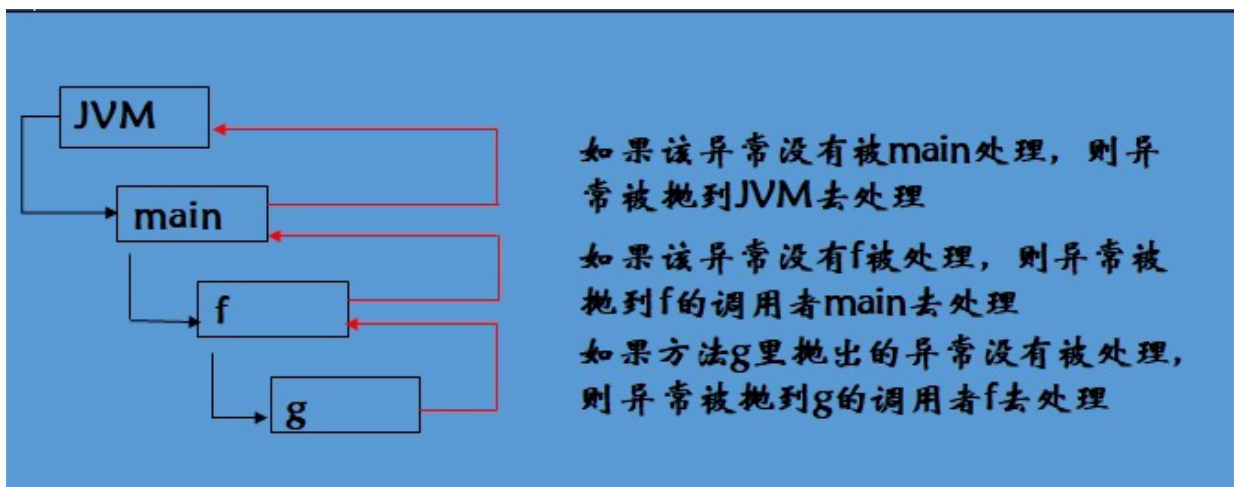 JVM
main
f
g
如果该异常没有被main处理，则异
常被抛到JVM去处理
如果该异常没有f被处理，则异常被
抛到f的调用者main去处理
如果方法g里抛出的异常没有被处理，
则异常被抛到g的调用者f去处理